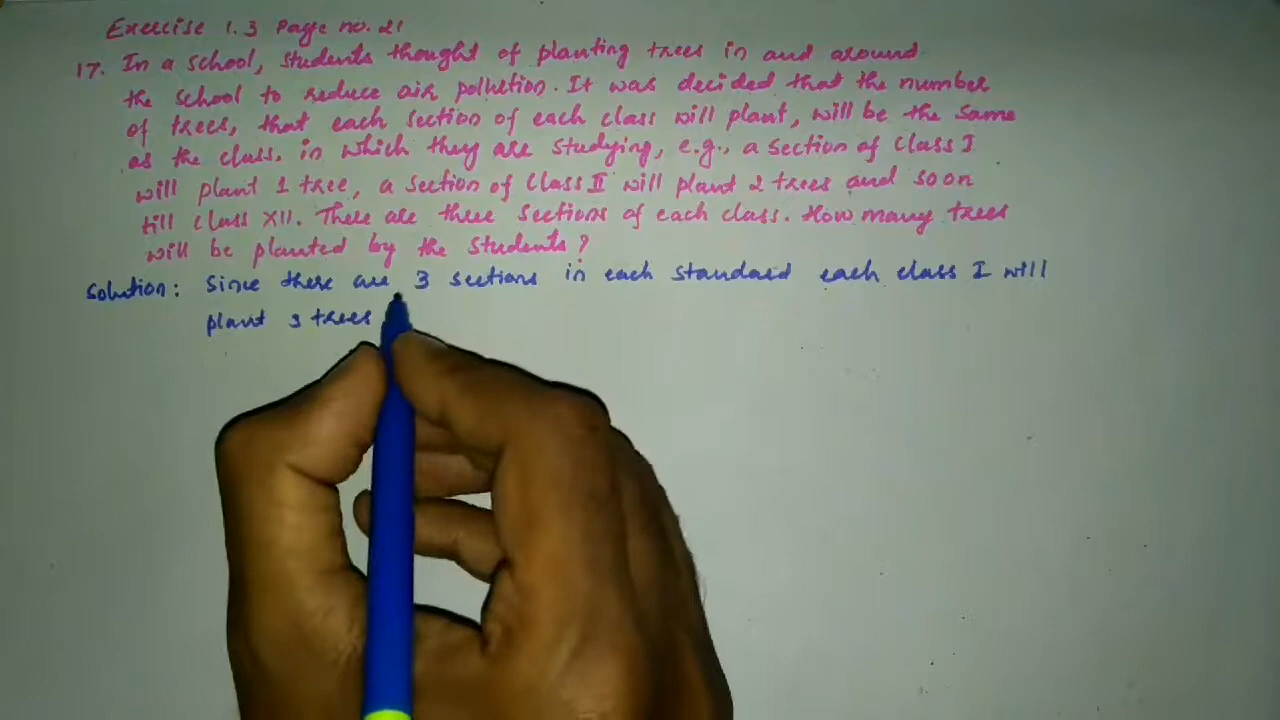 Exercise 1.3 Page no. 21
17. In a school, students thought of planting trees in and around
the school to reduce air pollution. It was decided that the number
of trees, that each section of each class will plant, will be the same
as the class, in which they are studying, e.g., a section of Class I
will plant 1 tree, a section of Class II will plant 2 trees and so on
till Class XII. There are three sections of each class. How many trees
will be planted by the students?
Solution: Since there are 3 sections in each standard each class I will
plant 3 trees